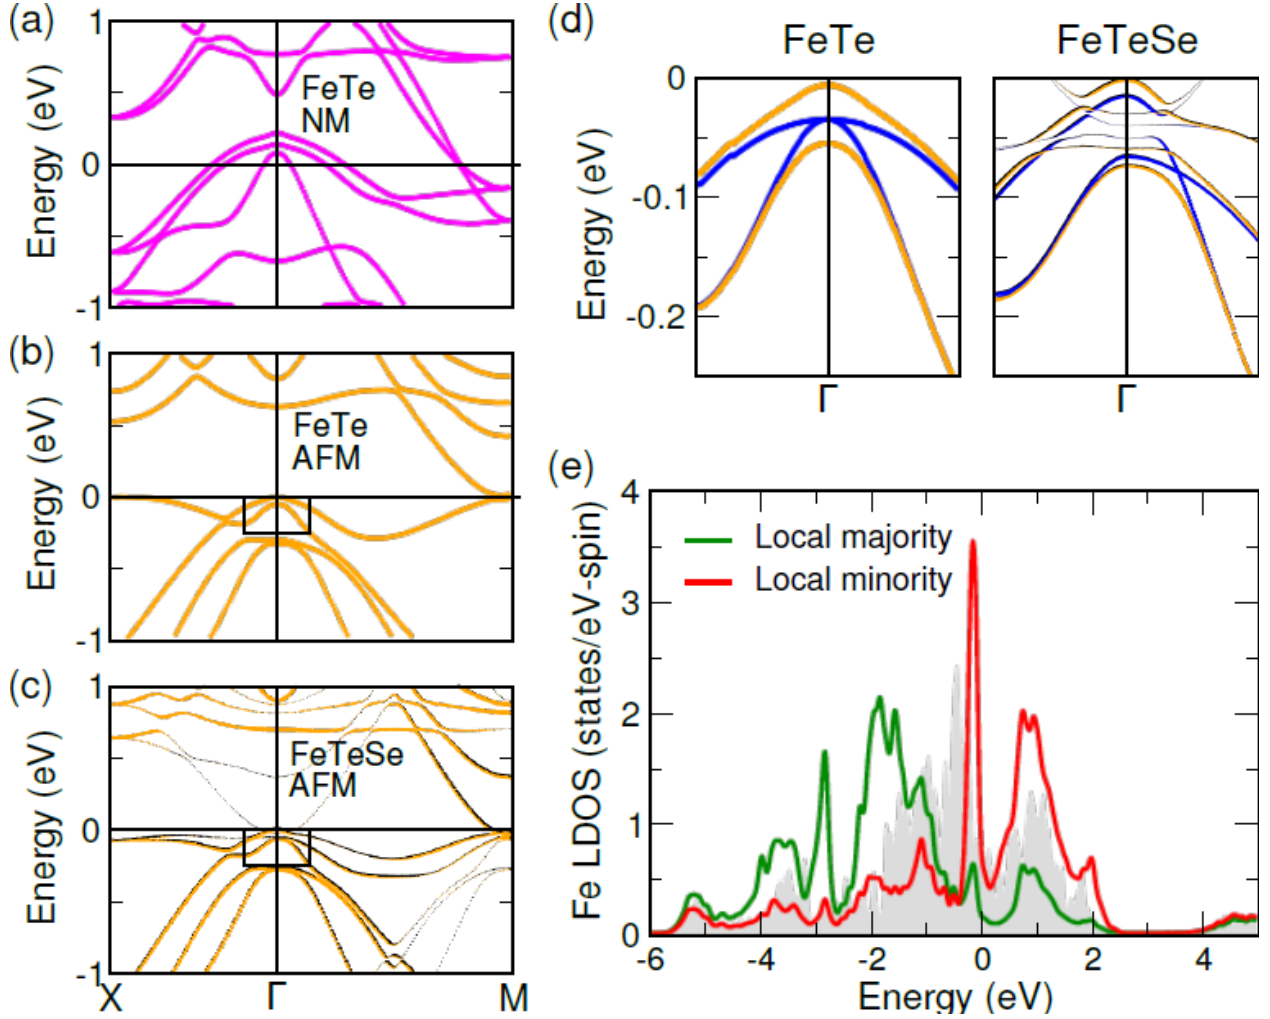 (a)
1
0
-1
Energy (eV)
FeTe
NM
(b)
1
0
-1
Energy (eV)
FeTe
AFM
(c)
1
0
-1
Energy (eV)
FeTeSe
AFM
X Γ M
(d)
FeTe FeTeSe
0
-0.1
-0.2
Energy (eV)
Γ Γ
(e)
4
3
2
1
0
Fe LDOS (states/eV-spin)
Local majority
Local minority
-6 -4 -2 0 2 4
Energy (eV)